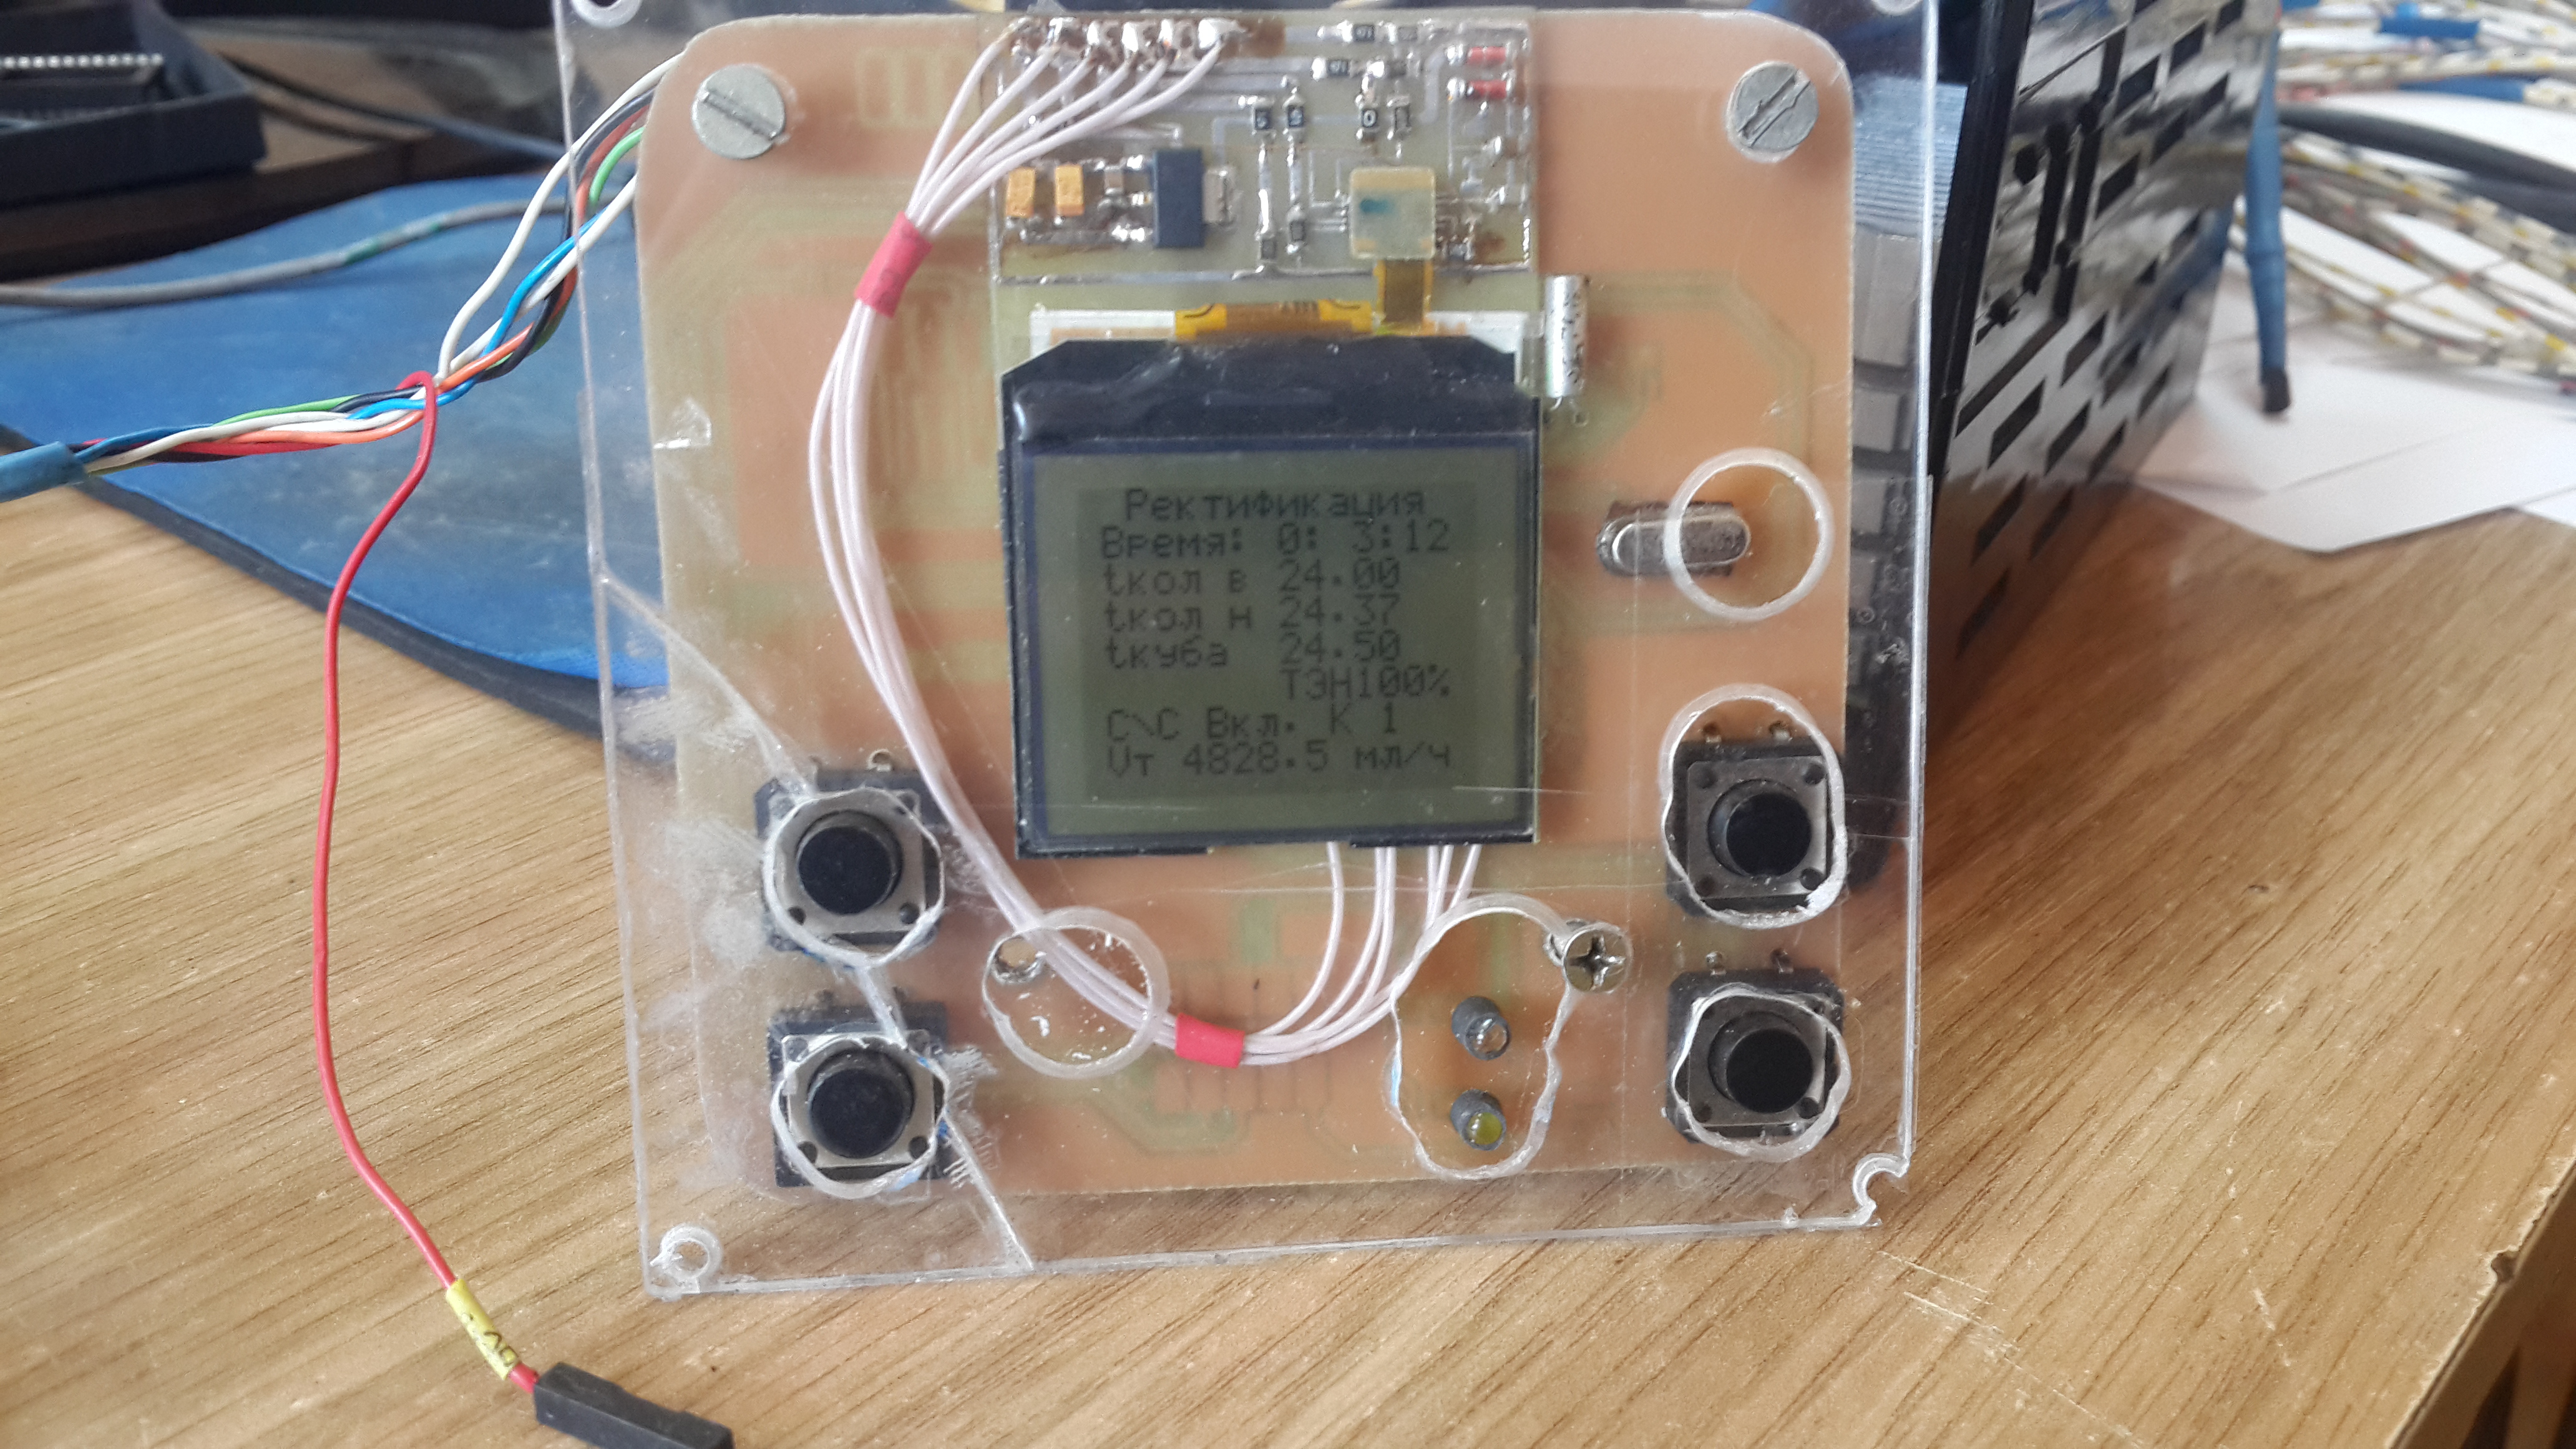 Ректификация
Время: 0: 3:12
tкол в 24.00
tкол н 24.37
tкуба 24.50
ТЭН100%
С\С Вкл. К 1
Vт 4828.5 мл/ч